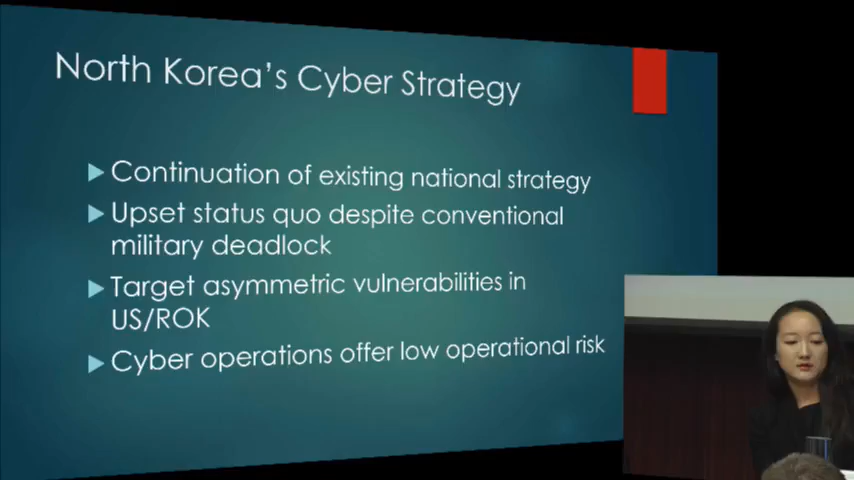 North Korea's Cyber Strategy
Continuation of existing national strategy
Upset status quo despite conventional
military deadlock
Target asymmetric vulnerabilities in
US/ROK
Cyber operations offer low operational risk